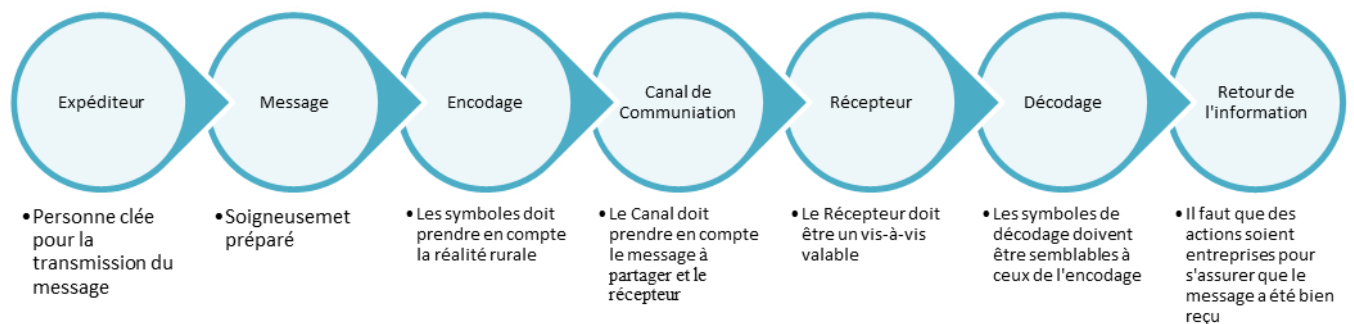 Expéditeur
Message
Encodage
Canal de
Communiation
Récepteur
Décodage
Retour de
l'information
•Personne clée
pour la
transmission du
message
•Soigneusemet
préparé
•Les symboles doit
prendre en compte
la réalité rurale
•Le Canal doit
prendre en compte
le message à
partager et le
récepteur
•Le Récepteur doit
être un vis-à-vis
valable
•Les symboles de
décodage doivent
être semblables à
ceux de l'encodage
•Il faut que des
actions soient
entreprises pour
s'assurer que le
message a été bien
reçu